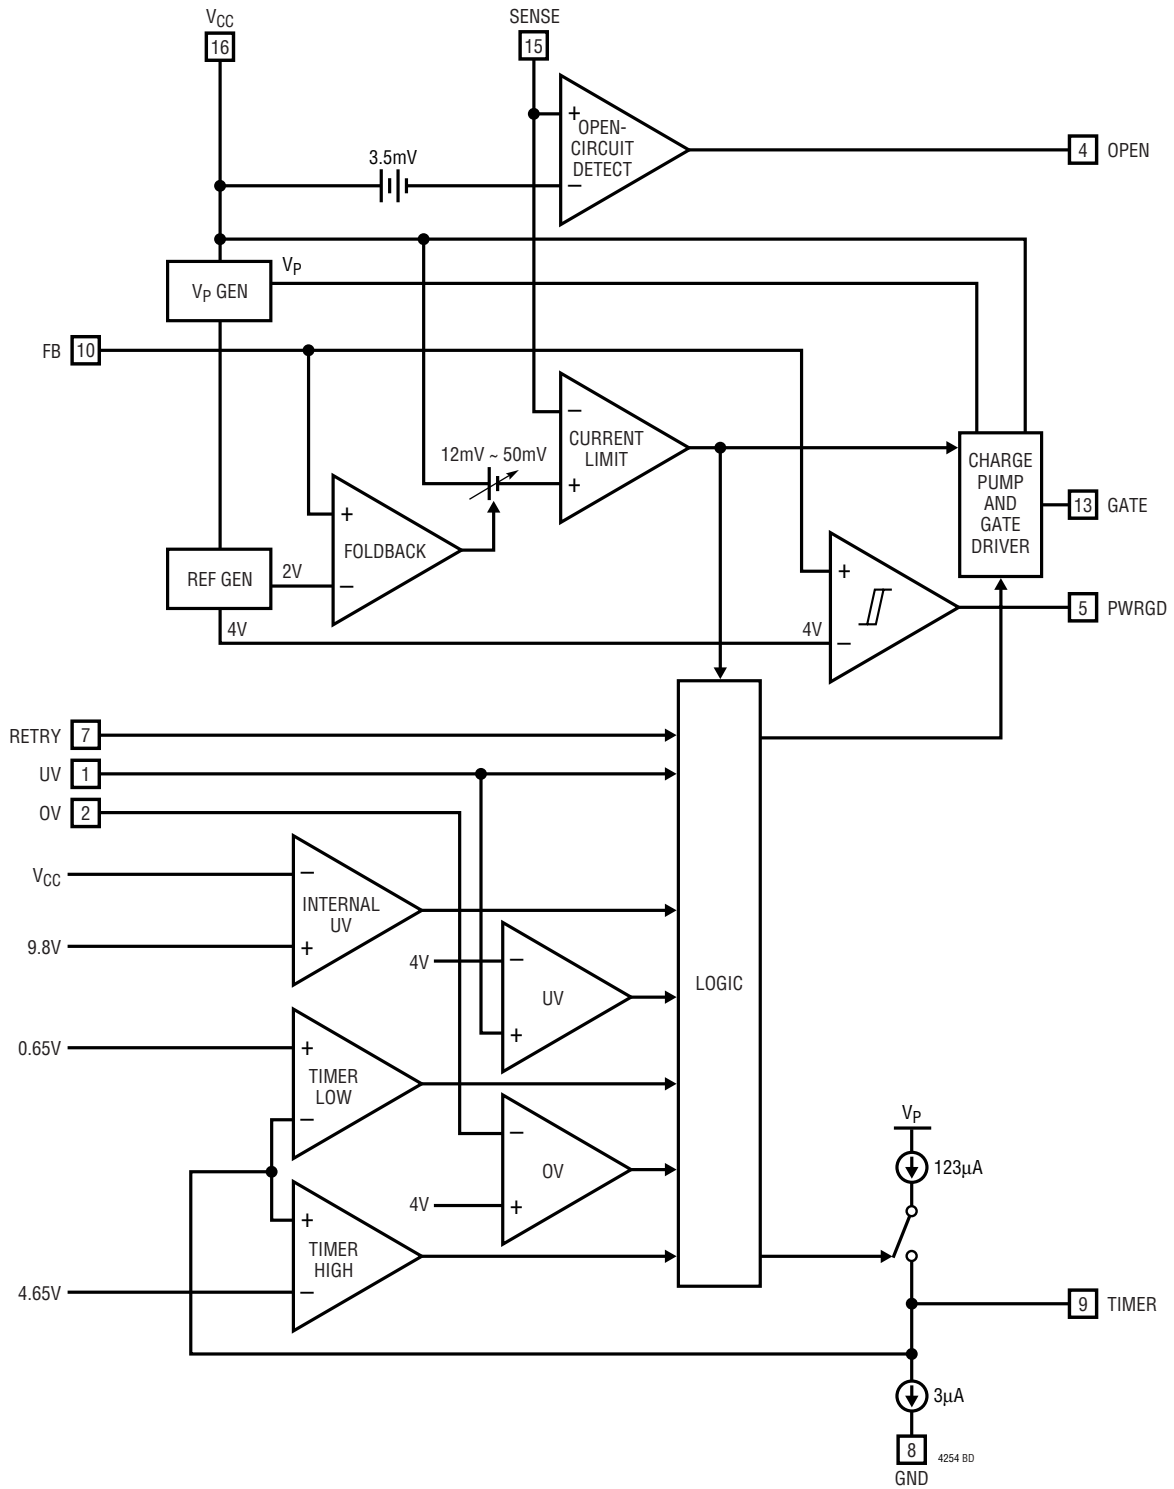 VCC
16
SENSE
15
+
OPEN-
CIRCUIT
DETECT
−
3.5mV
4 OPEN
VP
VP GEN
FB 10
−
CURRENT
LIMIT
+
12mV ~ 50mV
CHARGE
PUMP
AND
GATE
DRIVER
13 GATE
+
FOLDBACK
−
REF GEN
2V
4V
+
4V
−
5 PWRGD
RETRY 7
UV 1
OV 2
LOGIC
VCC
−
INTERNAL
UV
+
9.8V
4V
−
UV
+
0.65V
+
TIMER
LOW
−
−
OV
+
4V
+
TIMER
HIGH
−
4.65V
VP
123µA
9 TIMER
3µA
8
GND
4254 BD